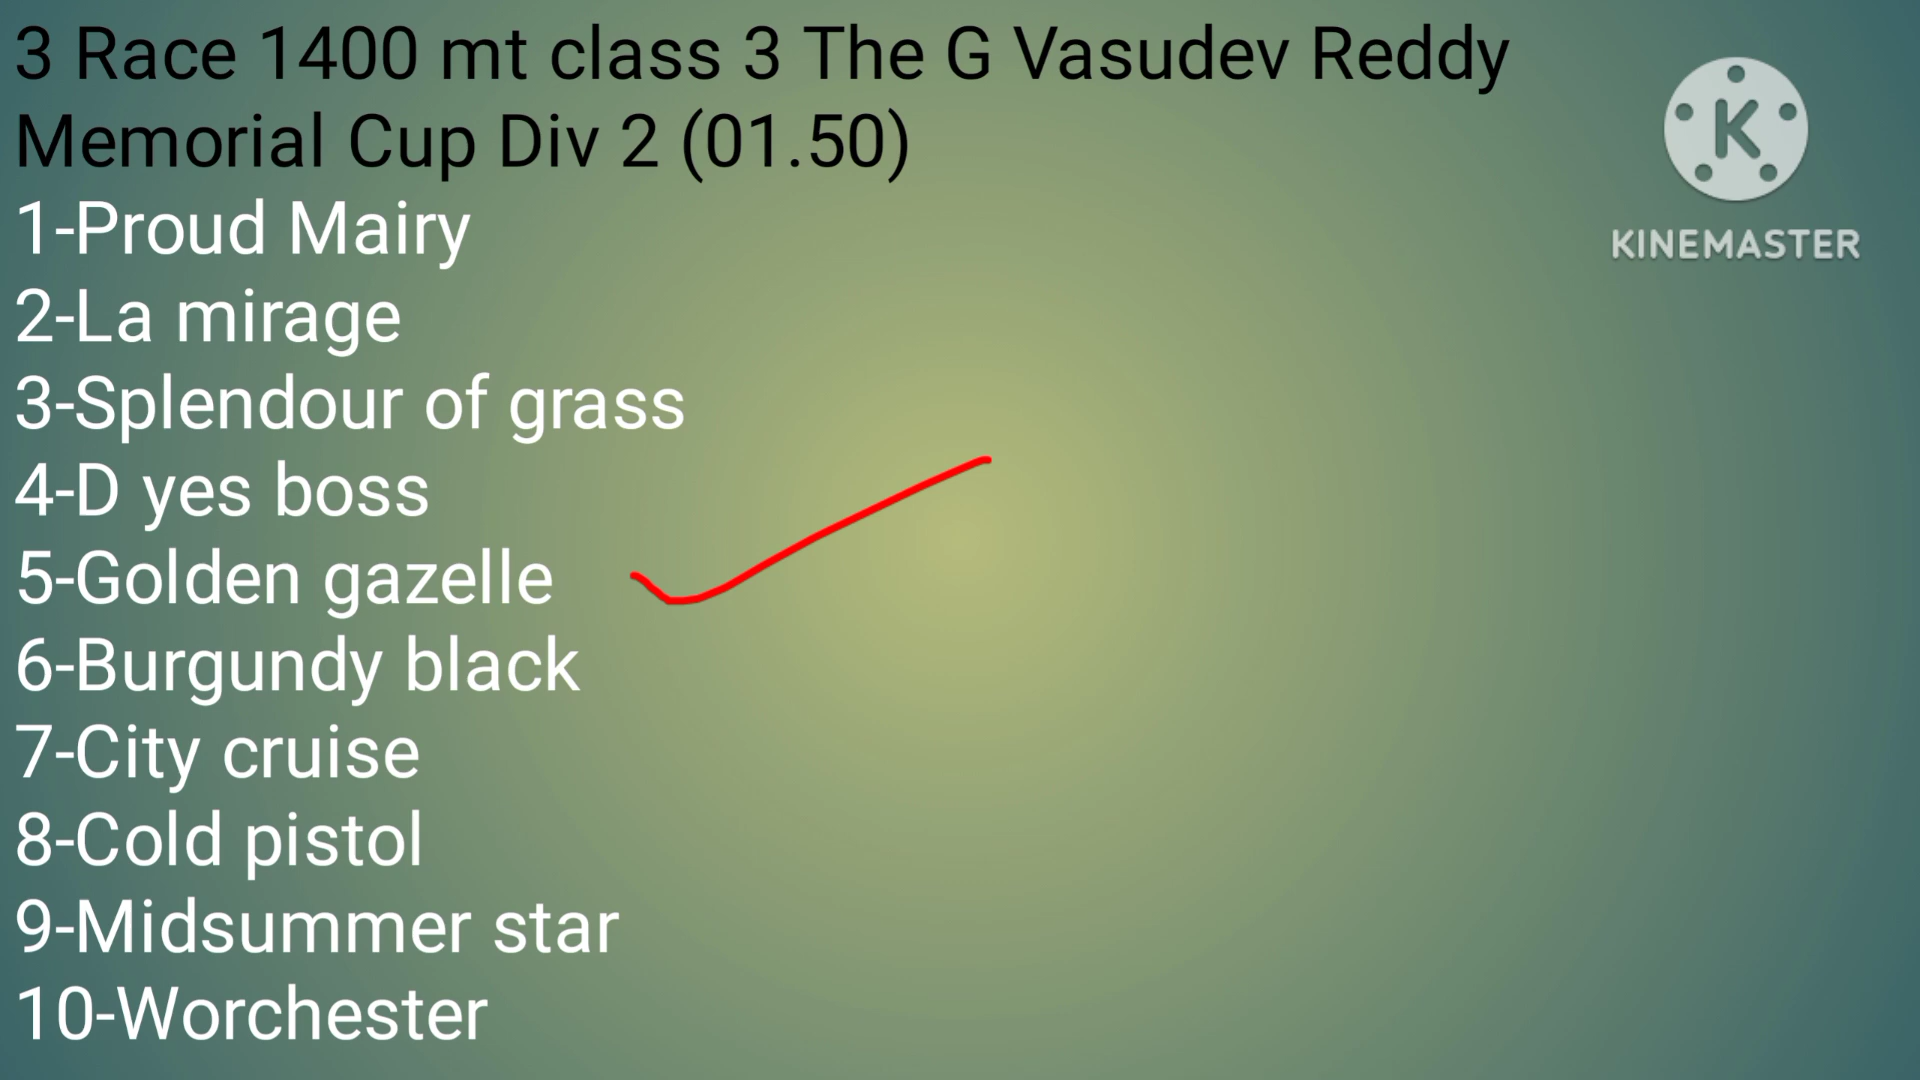 3 Race 1400 mt class 3 The G Vasudev Reddy
Memorial Cup Div 2 (01.50)
1-Proud Mairy
2-La mirage
3-Splendour of grass
4-D yes boss
5-Golden gazelle
6-Burgundy black
7-City cruise
8-Cold pistol
9-Midsummer star
10-Worchester
K
KINEMASTER